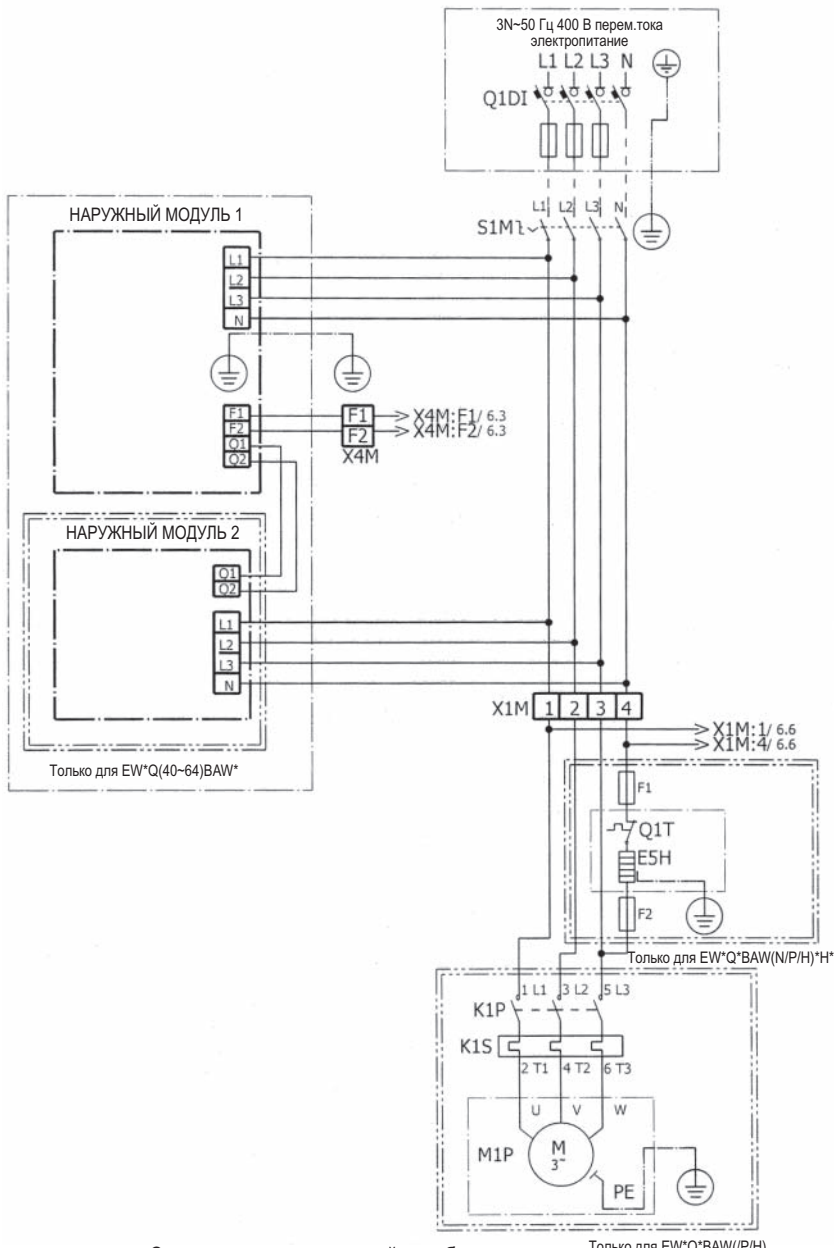 3N~50 Гц 400 В перем.тока
электропитание
L1 L2 L3 N
Q1DI
L1 L2 L3 N
S1M
НАРУЖНЫЙ МОДУЛЬ 1
L1
L2
L3
N
F1
F2
Q1
Q2
F1
F2
X4M
X4M:F1/ 6.3
X4M:F2/ 6.3
НАРУЖНЫЙ МОДУЛЬ 2
Q1
Q2
L1
L2
L3
N
Только для EW*Q(40~64)BAW*
X1M 1 2 3 4
X1M:1/ 6.6
X1M:4/ 6.6
F1
Q1T
E5H
F2
Только для EW*Q*BAW(N/P/H)*H*
1 L1 3 L2 5 L3
K1P
K1S
2 T1 4 T2 6 T3
U V W
M1P
M
3~
PE
Только для EW*Q*BAW(/P/H)